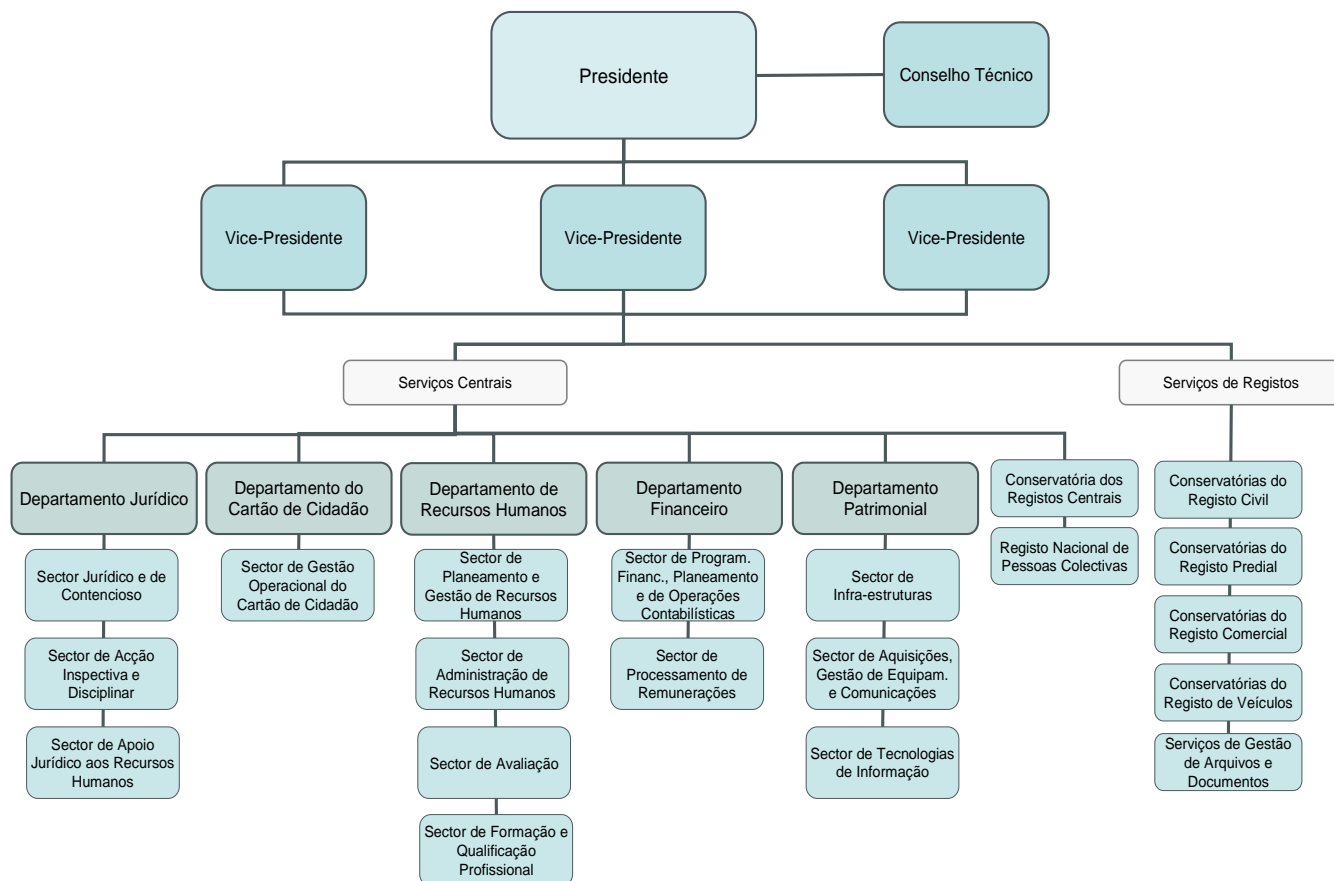 Presidente
Conselho Técnico
Vice-Presidente
Vice-Presidente
Vice-Presidente
Serviços Centrais
Serviços de Registos
Departamento Jurídico
Departamento do
Cartão de Cidadão
Departamento de
Recursos Humanos
Departamento
Financeiro
Departamento
Patrimonial
Conservatória dos
Registos Centrais
Conservatórias do
Registo Civil
Sector Jurídico e de
Contencioso
Sector de Gestão
Operacional do
Cartão de Cidadão
Sector de
Planeamento e
Gestão de Recursos
Humanos
Sector de Program.
Financ., Planeamento
e de Operações
Contabilísticas
Sector de
Infra-estruturas
Registo Nacional de
Pessoas Colectivas
Conservatórias do
Registo Predial
Sector de Acção
Inspectiva e
Disciplinar
Sector de
Administração de
Recursos Humanos
Sector de
Processamento de
Remunerações
Sector de Aquisições,
Gestão de Equipam.
e Comunicações
Conservatórias do
Registo Comercial
Conservatórias do
Registo de Veículos
Sector de Apoio
Jurídico aos Recursos
Humanos
Sector de Avaliação
Sector de Tecnologias
de Informação
Serviços de Gestão
de Arquivos e
Documentos
Sector de Formação e
Qualificação
Profissional